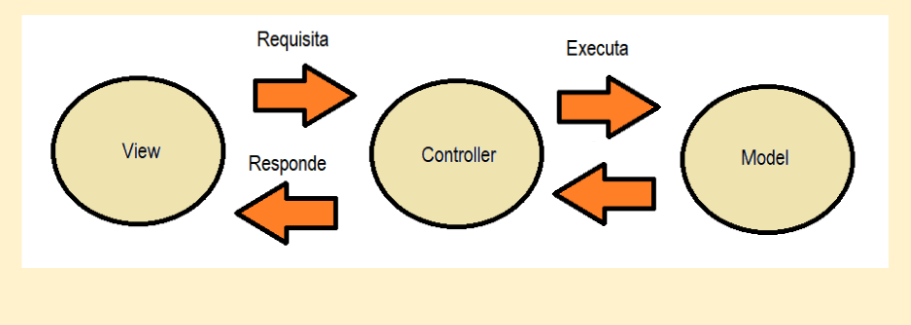 Requisita
Executa
View
Controller
Model
Responde